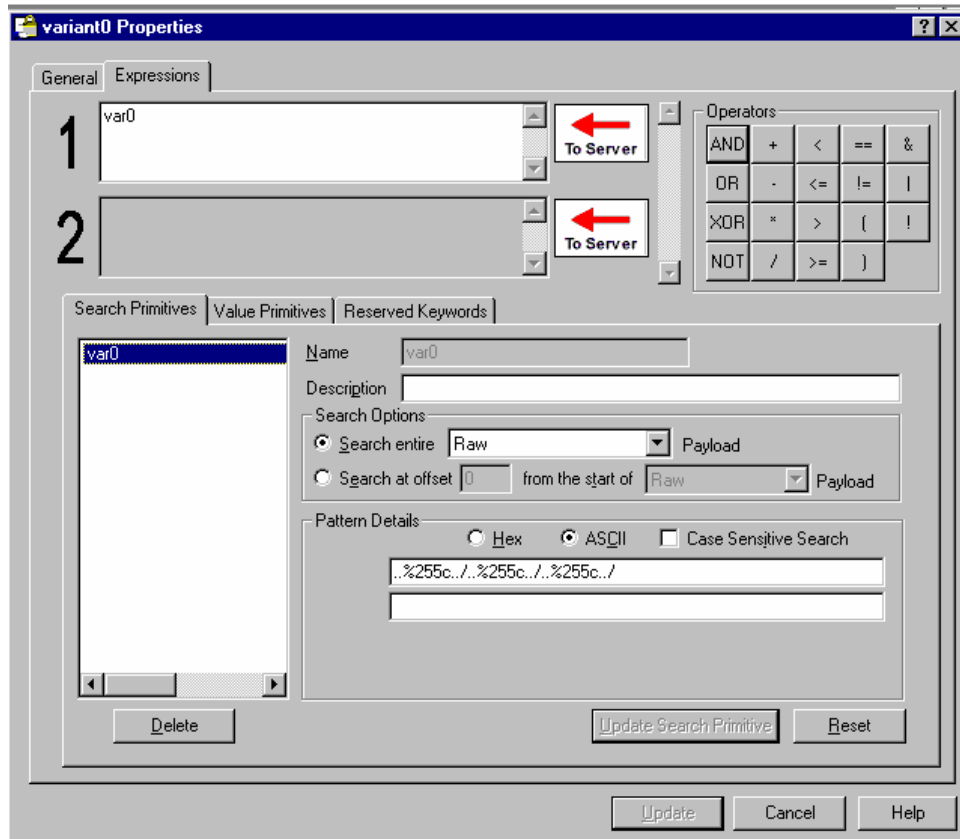 variant0 Properties
General Expressions
1 var0 To Server
2 To Server
Operators
AND + < == &
OR - <= != |
XOR * > ( !
NOT / >= )
Search Primitives Value Primitives Reserved Keywords
var0
Name var0
Description
Search Options
Search entire Raw Payload
Search at offset 0 from the start of Raw Payload
Pattern Details
Hex ASCII Case Sensitive Search
..%255c../..%255c../..%255c../
Delete Update Search Primitive Reset
Update Cancel Help